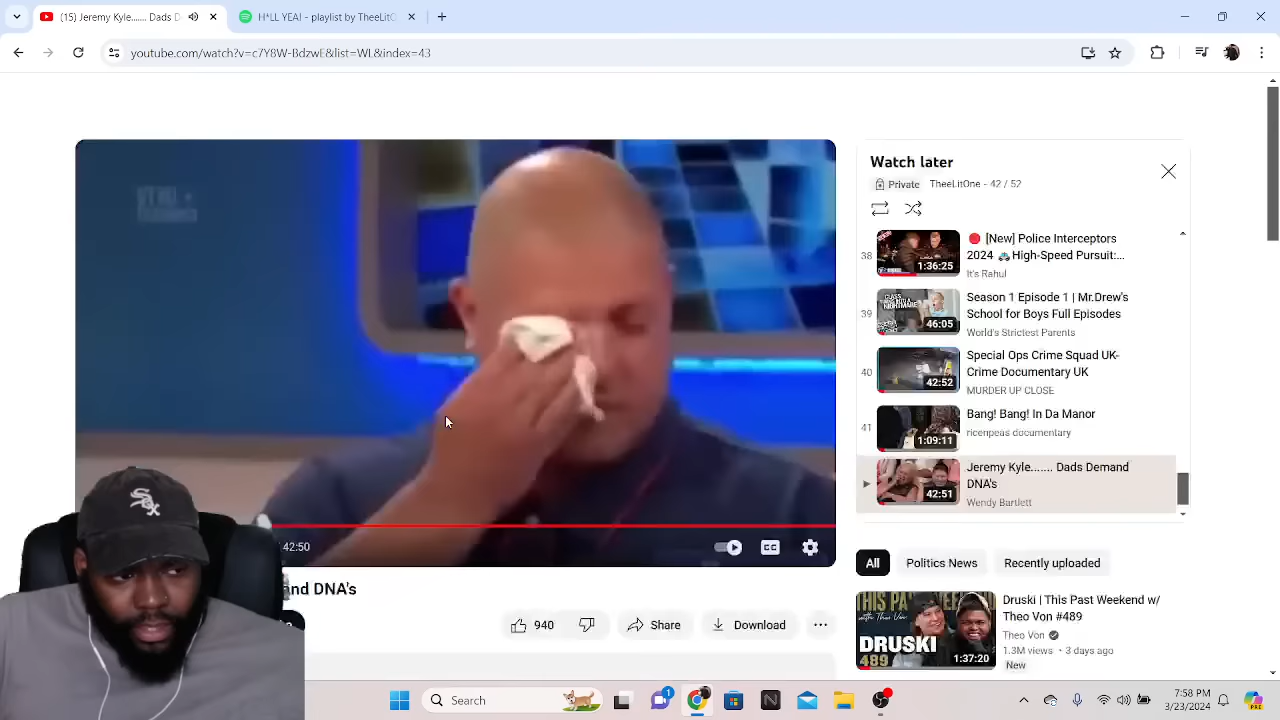 (15) Jeremy Kyle....... Dads D
H*LL YEA! - playlist by TheeLitO
youtube.com/watch?v=c7Y8W-BdzwE&list=WL&index=43
Watch later
Private TheeLitOne - 42 / 52
38
🔴 [New] Police Interceptors
2024 🚓High-Speed Pursuit:...
It's Rahul
1:36:25
39
Season 1 Episode 1 | Mr.Drew's
School for Boys Full Episodes
World's Strictest Parents
46:05
40
Special Ops Crime Squad UK-
Crime Documentary UK
MURDER UP CLOSE
42:52
41
Bang! Bang! In Da Manor
ricenpeas documentary
1:09:11
Jeremy Kyle....... Dads Demand
DNA's
Wendy Bartlett
42:51
42:50
CC
nd DNA's
940
Share
Download
All
Politics News
Recently uploaded
Druski | This Past Weekend w/
Theo Von #489
Theo Von
1.3M views • 3 days ago
New
DRUSKI
489
1:37:20
Search
1
7:58 PM
3/23/2024